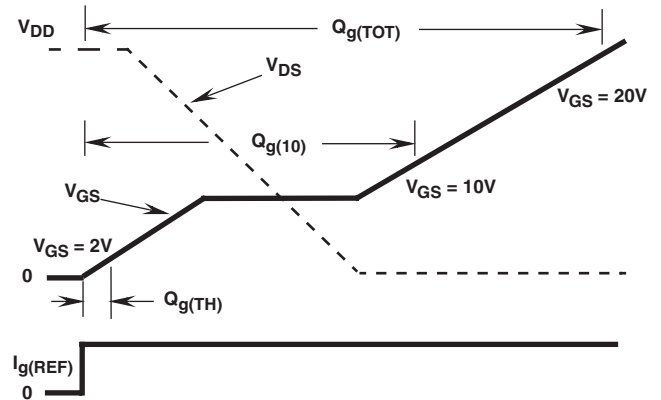 V_DD
Q_g(TOT)
V_DS
V_GS = 20V
Q_g(10)
V_GS = 10V
V_GS
V_GS = 2V
0
Q_g(TH)
I_g(REF)
0